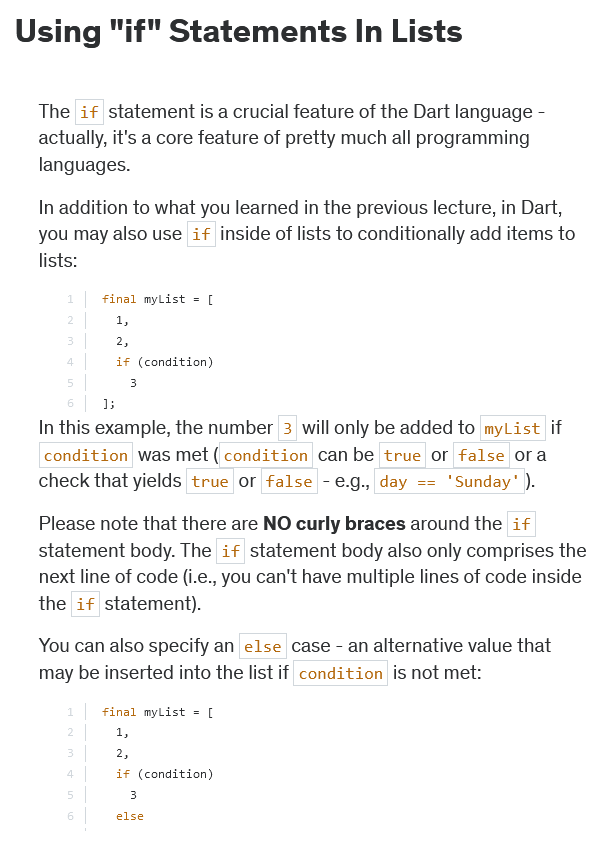 Using "if" Statements In Lists
The if statement is a crucial feature of the Dart language -
actually, it's a core feature of pretty much all programming
languages.
In addition to what you learned in the previous lecture, in Dart,
you may also use if inside of lists to conditionally add items to
lists:
1 final myList = [
2 1,
3 2,
4 if (condition)
5 3
6 ];
In this example, the number 3 will only be added to myList if
condition was met (condition can be true or false or a
check that yields true or false - e.g., day == 'Sunday').
Please note that there are NO curly braces around the if
statement body. The if statement body also only comprises the
next line of code (i.e., you can't have multiple lines of code inside
the if statement).
You can also specify an else case - an alternative value that
may be inserted into the list if condition is not met:
1 final myList = [
2 1,
3 2,
4 if (condition)
5 3
6 else